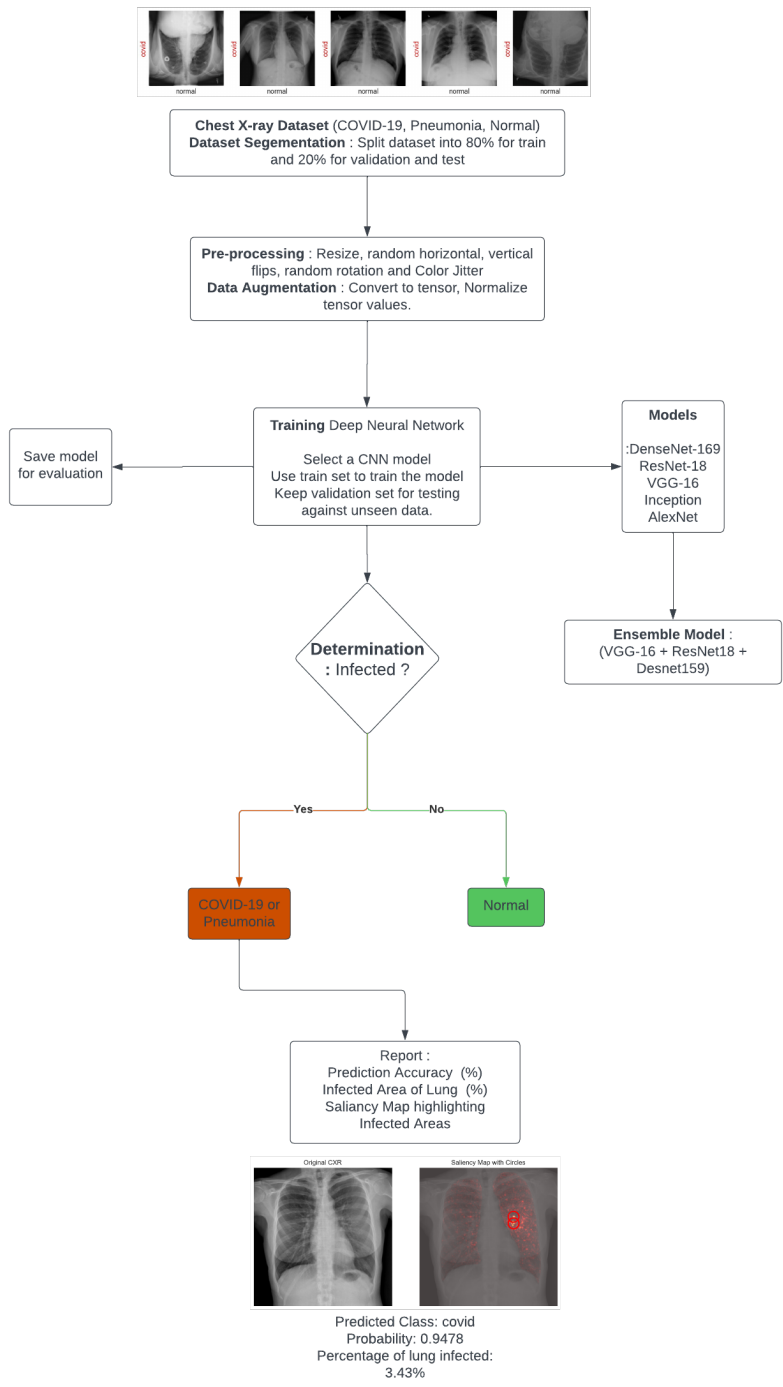 covid
covid
covid
covid
covid
normal
normal
normal
normal
normal
Chest X-ray Dataset (COVID-19, Pneumonia, Normal)
Dataset Segementation : Split dataset into 80% for train
and 20% for validation and test
Pre-processing : Resize, random horizontal, vertical
flips, random rotation and Color Jitter
Data Augmentation : Convert to tensor, Normalize
tensor values.
Save model
for evaluation
Training Deep Neural Network
Select a CNN model
Use train set to train the model
Keep validation set for testing
against unseen data.
Models
:DenseNet-169
ResNet-18
VGG-16
Inception
AlexNet
Ensemble Model :
(VGG-16 + ResNet18 +
Desnet159)
Determination
: Infected ?
Yes
No
COVID-19 or
Pneumonia
Normal
Report :
Prediction Accuracy (%)
Infected Area of Lung (%)
Saliancy Map highlighting
Infected Areas
Original CXR
Saliency Map with Circles
Predicted Class: covid
Probability: 0.9478
Percentage of lung infected:
3.43%